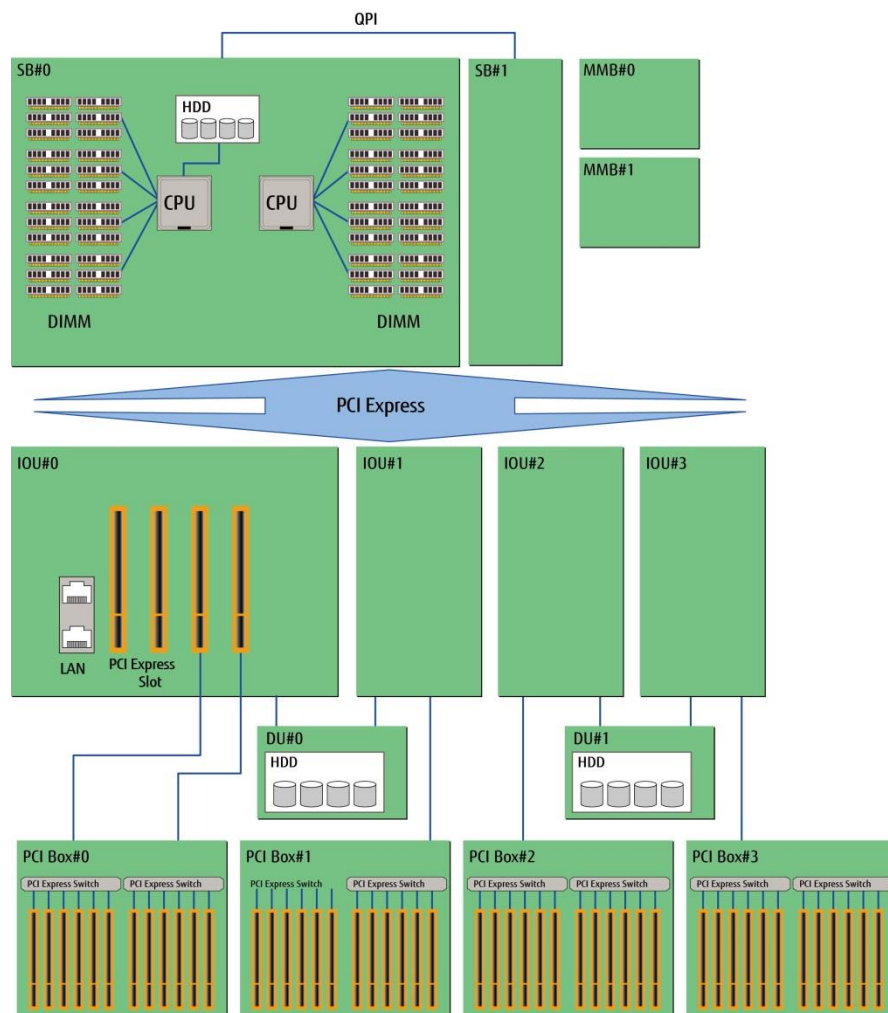 QPI
SB#0
SB#1
MMB#0
HDD
MMB#1
CPU
CPU
DIMM
DIMM
PCI Express
IOU#0
IOU#1
IOU#2
IOU#3
LAN
PCI Express
Slot
DU#0
HDD
DU#1
HDD
PCI Box#0
PCI Express Switch
PCI Express Switch
PCI Box#1
PCI Express Switch
PCI Express Switch
PCI Box#2
PCI Express Switch
PCI Express Switch
PCI Box#3
PCI Express Switch
PCI Express Switch